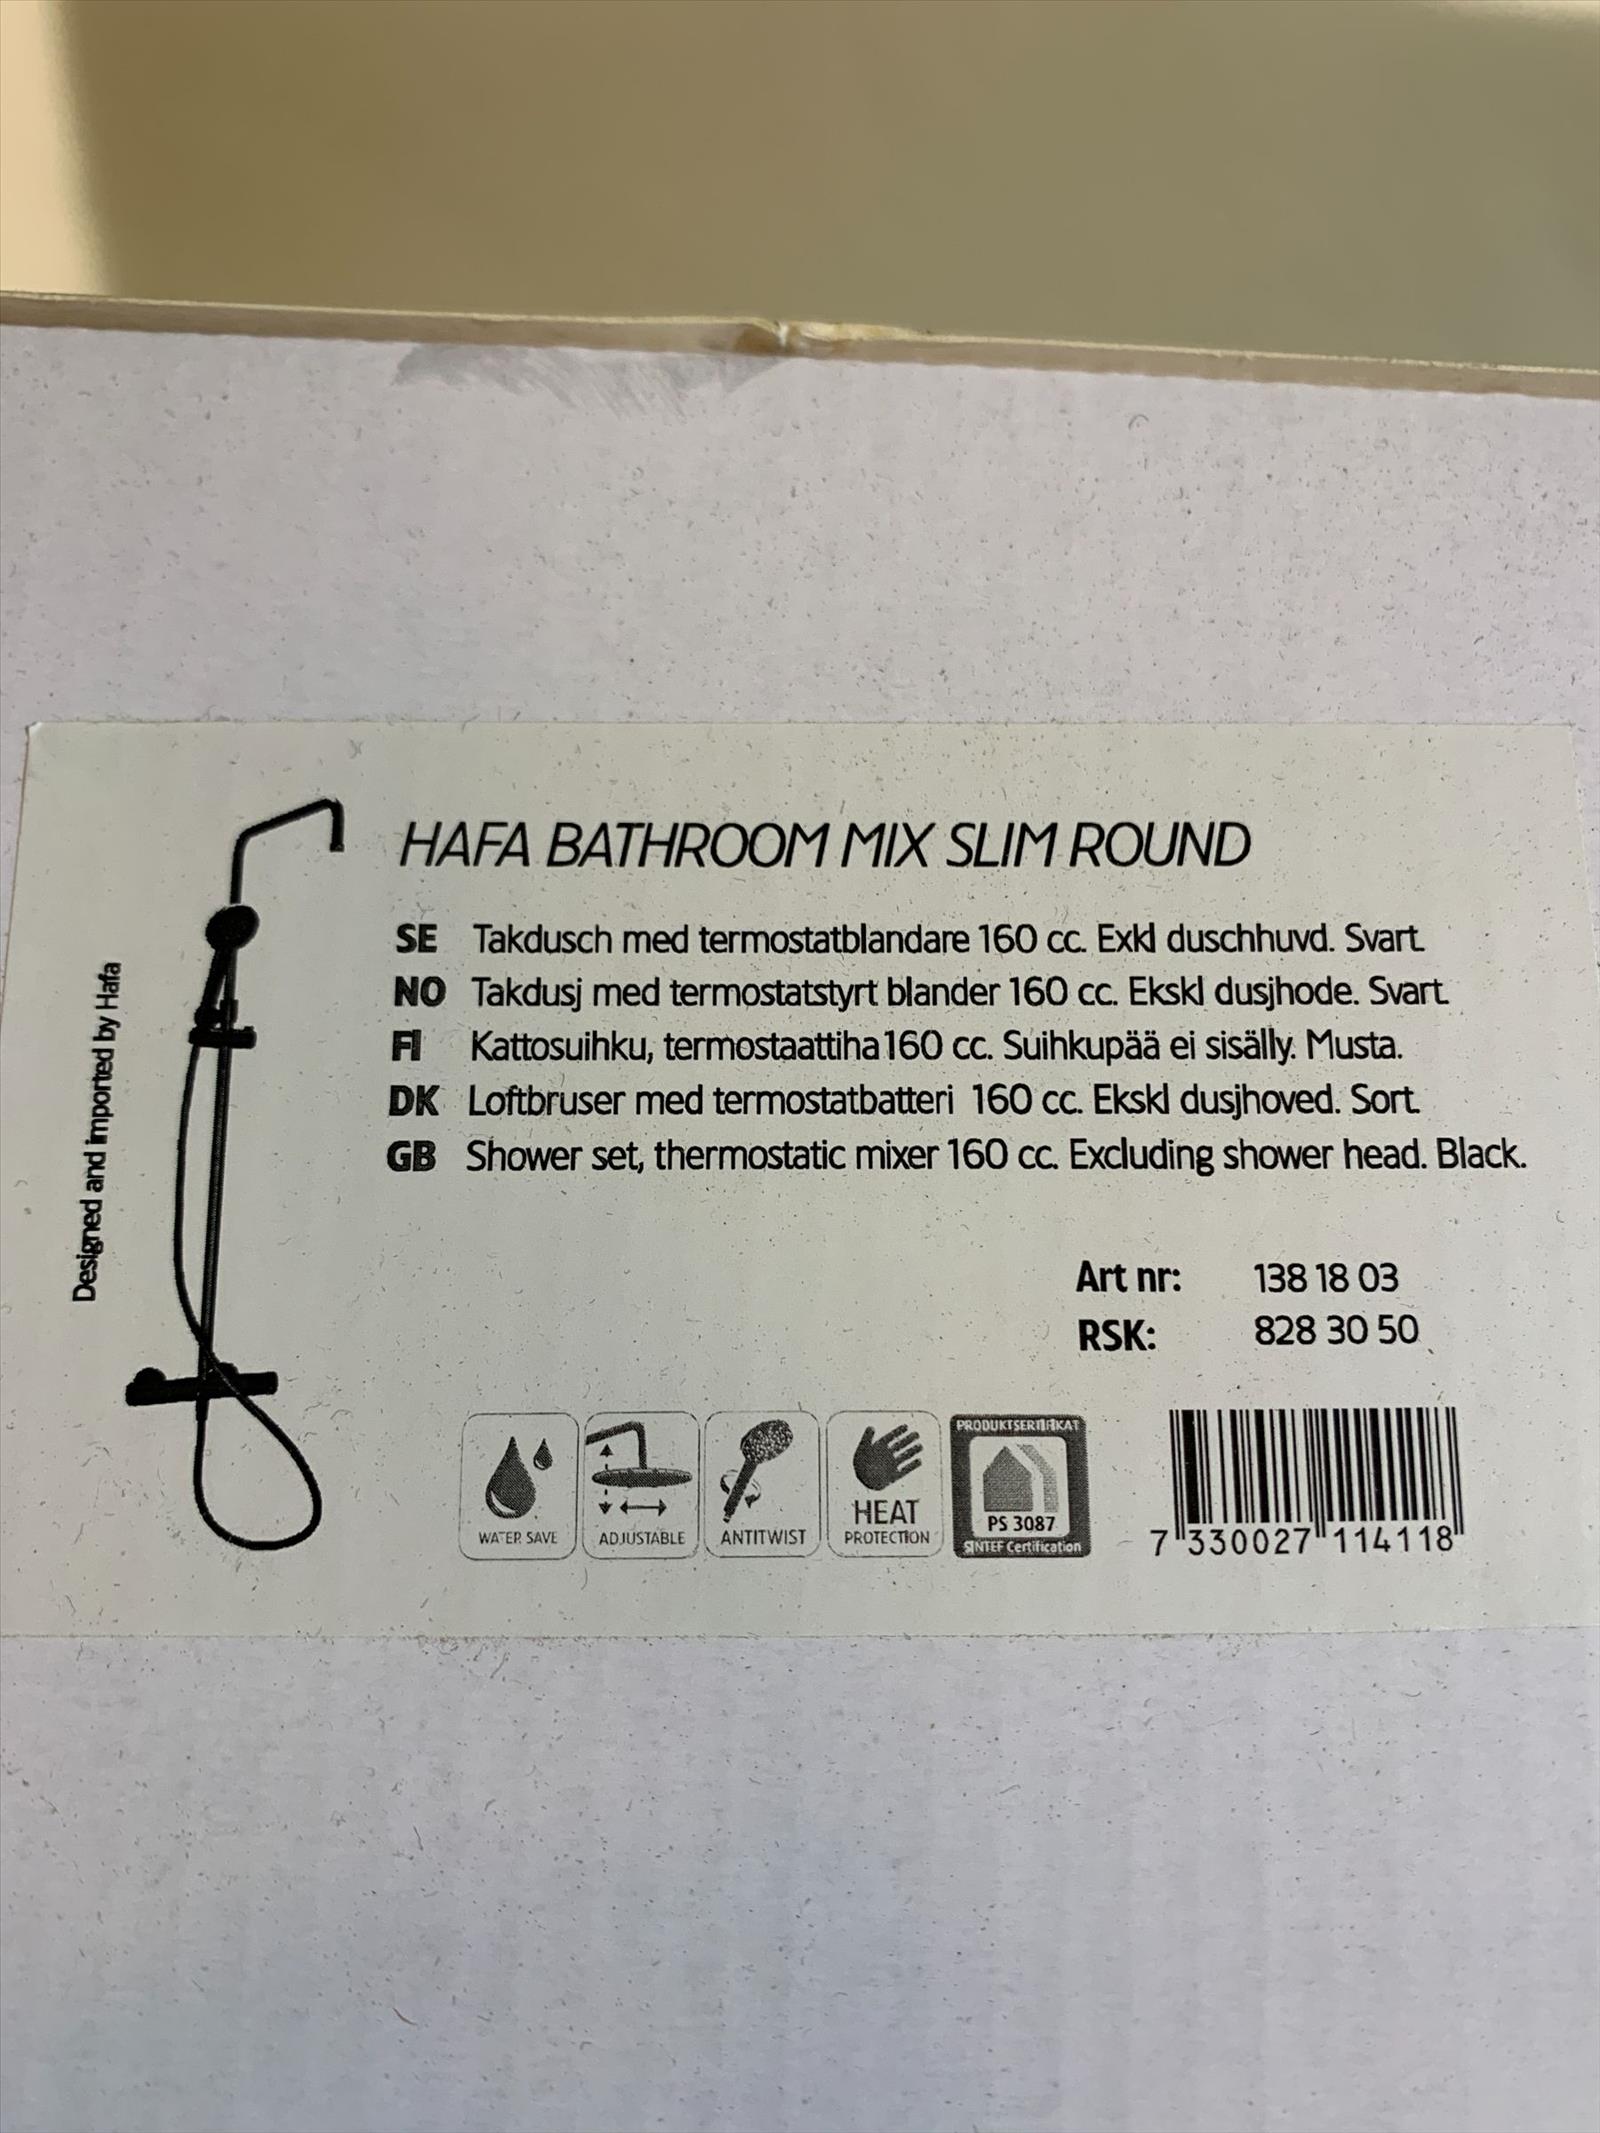 HAFA BATHROOM MIX SLIM ROUND
SE Takdusch med termostatblandare 160 cc. Exkl duschhuvd. Svart
NO Takdusj med termostatstyrt blander 160 cc. Ekskl dusjhode. Svart
FI Kattosuihku, termostaattiha 160 cc. Suihkupää ei sisälly. Musta.
DK Loftbruser med termostatbatteri 160 cc. Ekskl dusjhoved. Sort
GB Shower set, thermostatic mixer 160 cc. Excluding shower head. Black.
Designed and imported by Hafa
Art nr: 138 18 03
RSK: 828 30 50
WATER SAVE
ADJUSTABLE
ANTITWIST
HEAT
PROTECTION
PRODUKTSERTIFIKAT
PS 3087
SINTEF Certification
7 330027 114118